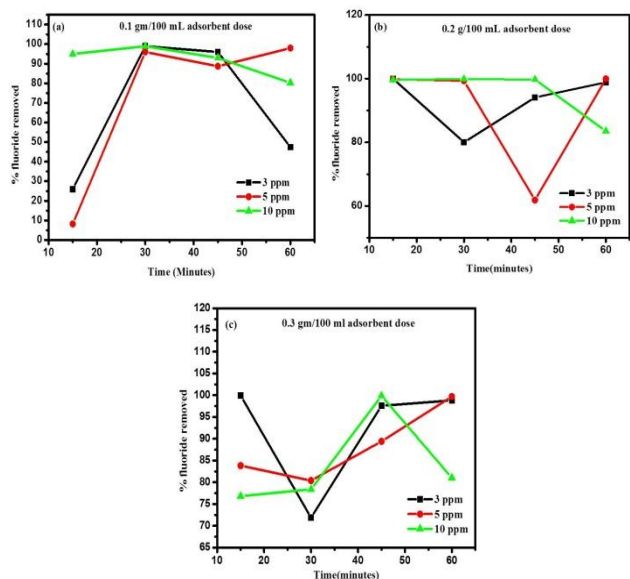 (a)
0.1 gm/100 mL adsorbent dose
100
90
80
70
60
50
40
30
20
10
0
% fluoride removed
3 ppm
5 ppm
10 ppm
10
20
30
40
50
60
Time (Minutes)
(b)
0.2 g/100 mL adsorbent dose
120
100
80
60
% fluoride removed
3 ppm
5 ppm
10 ppm
10
20
30
40
50
60
Time(minutes)
(c)
0.3 gm/100 ml adsorbent dose
120
115
110
105
100
95
90
85
80
75
70
65
% fluoride removed
3 ppm
5 ppm
10 ppm
10
20
30
40
50
60
Time(minutes)